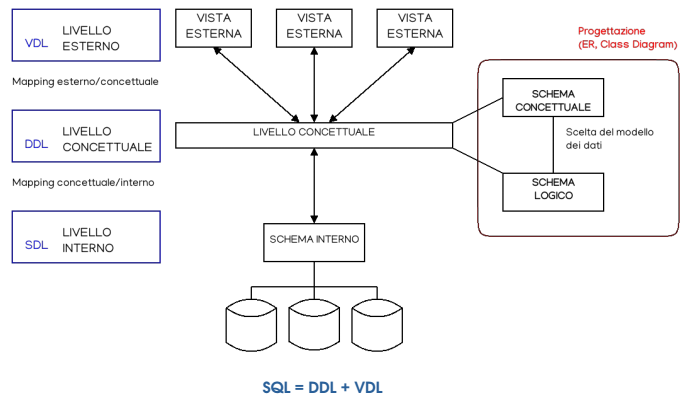 VDL
LIVELLO
ESTERNO
Mapping esterno/concettuale
DDL
LIVELLO
CONCETTUALE
Mapping concettuale/interno
SDL
LIVELLO
INTERNO
VISTA
ESTERNA
VISTA
ESTERNA
VISTA
ESTERNA
LIVELLO CONCETTUALE
SCHEMA INTERNO
Progettazione
(ER, Class Diagram)
SCHEMA
CONCETTUALE
Scelta del modello
dei dati
SCHEMA
LOGICO
SQL = DDL + VDL